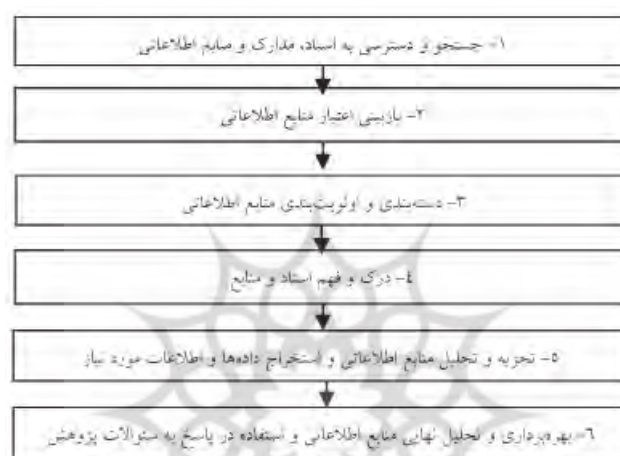 ۱- جستجو و دسترسی به اسناد، مدارک و منابع اطلاعاتی
۲- بازبینی اعتبار منابع اطلاعاتی
۳- دسته‌بندی و اولویت‌بندی منابع اطلاعاتی
٤- درک و فهم اسناد و منابع
۵- تجزیه و تحلیل منابع اطلاعاتی و استخراج داده‌ها و اطلاعات مورد نیاز
٦- بهره‌برداری و تحلیل نهایی منابع اطلاعاتی و استفاده در پاسخ به سئوالات پژوهش